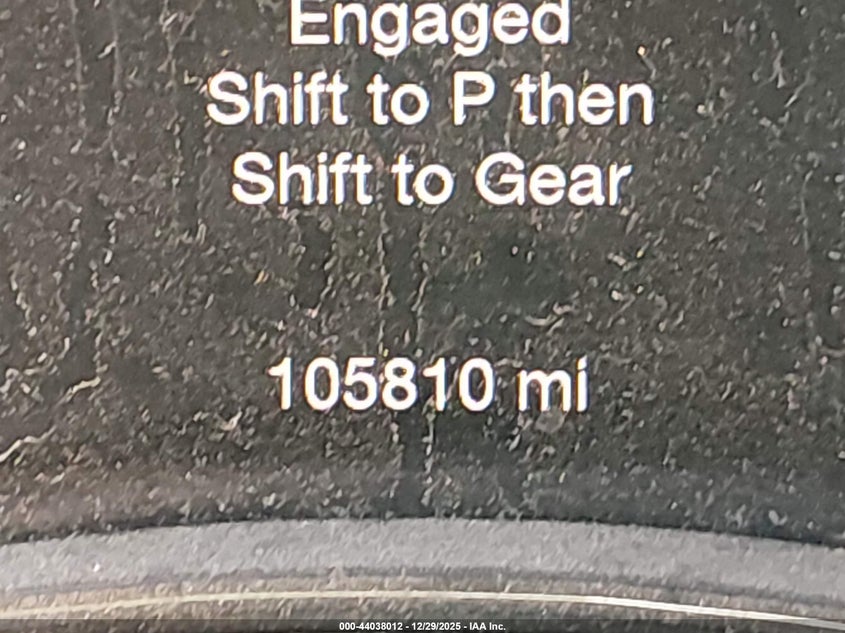 Engaged
Shift to P then
Shift to Gear
105810 mi
000-44038012 - 12/29/2025 - IAA Inc.